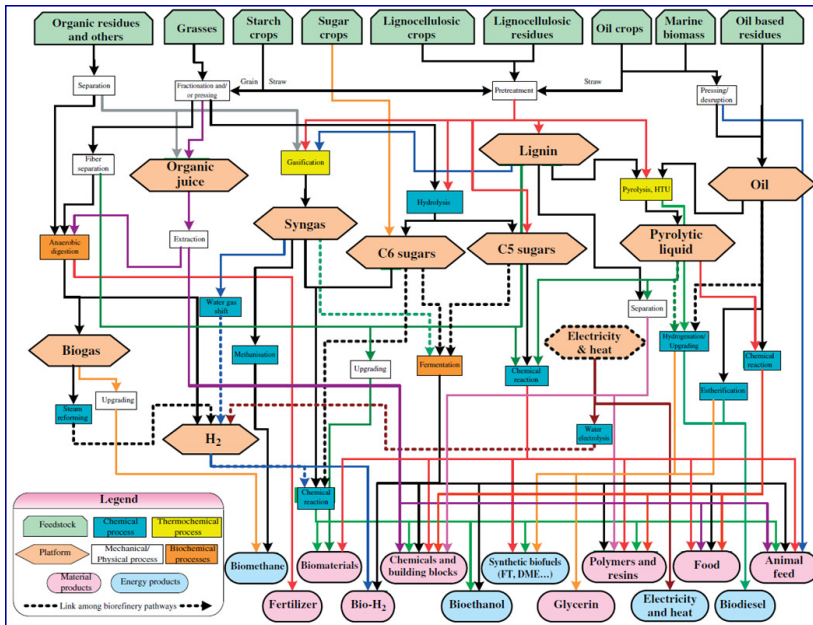 Organic residues
and others
Grasses
Starch
crops
Sugar
crops
Lignocellulosic
crops
Lignocellulosic
residues
Oil crops
Marine
biomass
Oil based
residues
Separation
Fractionation and/
or pressing
Grain
Straw
Pretreatment
Straw
Pressing/
desruption
Fiber
separation
Organic
juice
Gasification
Lignin
Pyrolysis, HTU
Oil
Hydrolysis
Anaerobic
digestion
Extraction
Syngas
C6 sugars
C5 sugars
Pyrolytic
liquid
Water gas
shift
Separation
Biogas
Methanisation
Upgrading
Fermentation
Chemical
reaction
Electricity
& heat
Hydrogenation/
Upgrading
Chemical
reaction
Estherification
Steam
reforming
Upgrading
H2
Water
electrolysis
Chemical
reaction
Legend
Feedstock
Chemical
process
Thermochemical
process
Platform
Mechanical/
Physical process
Biochemical
processes
Material
products
Energy products
Link among biorefinery pathways
Biomethane
Biomaterials
Chemicals and
building blocks
Synthetic biofuels
(FT, DME...)
Polymers and
resins
Food
Animal
feed
Fertilizer
Bio-H2
Bioethanol
Glycerin
Electricity
and heat
Biodiesel